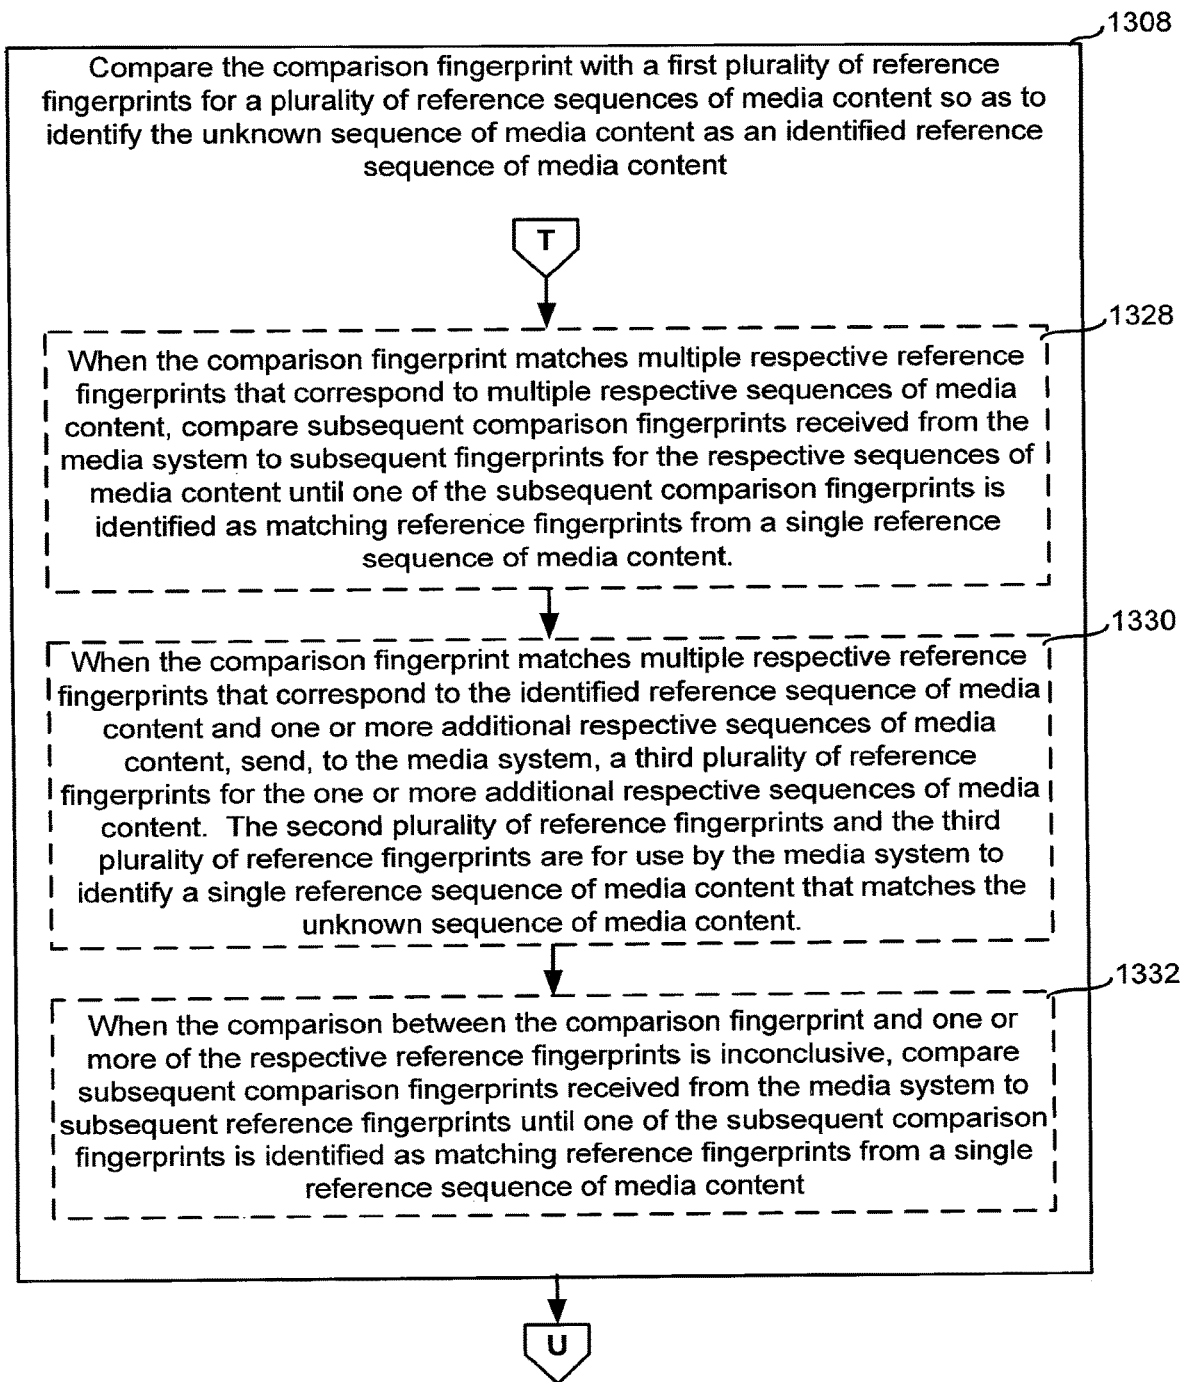 1308
Compare the comparison fingerprint with a first plurality of reference
fingerprints for a plurality of reference sequences of media content so as to
identify the unknown sequence of media content as an identified reference
sequence of media content
T
1328
When the comparison fingerprint matches multiple respective reference
fingerprints that correspond to multiple respective sequences of media
content, compare subsequent comparison fingerprints received from the
media system to subsequent fingerprints for the respective sequences of
media content until one of the subsequent comparison fingerprints is
identified as matching reference fingerprints from a single reference
sequence of media content.
1330
When the comparison fingerprint matches multiple respective reference
fingerprints that correspond to the identified reference sequence of media
content and one or more additional respective sequences of media
content, send, to the media system, a third plurality of reference
fingerprints for the one or more additional respective sequences of media
content. The second plurality of reference fingerprints and the third
plurality of reference fingerprints are for use by the media system to
identify a single reference sequence of media content that matches the
unknown sequence of media content.
1332
When the comparison between the comparison fingerprint and one or
more of the respective reference fingerprints is inconclusive, compare
subsequent comparison fingerprints received from the media system to
subsequent reference fingerprints until one of the subsequent comparison
fingerprints is identified as matching reference fingerprints from a single
reference sequence of media content
U